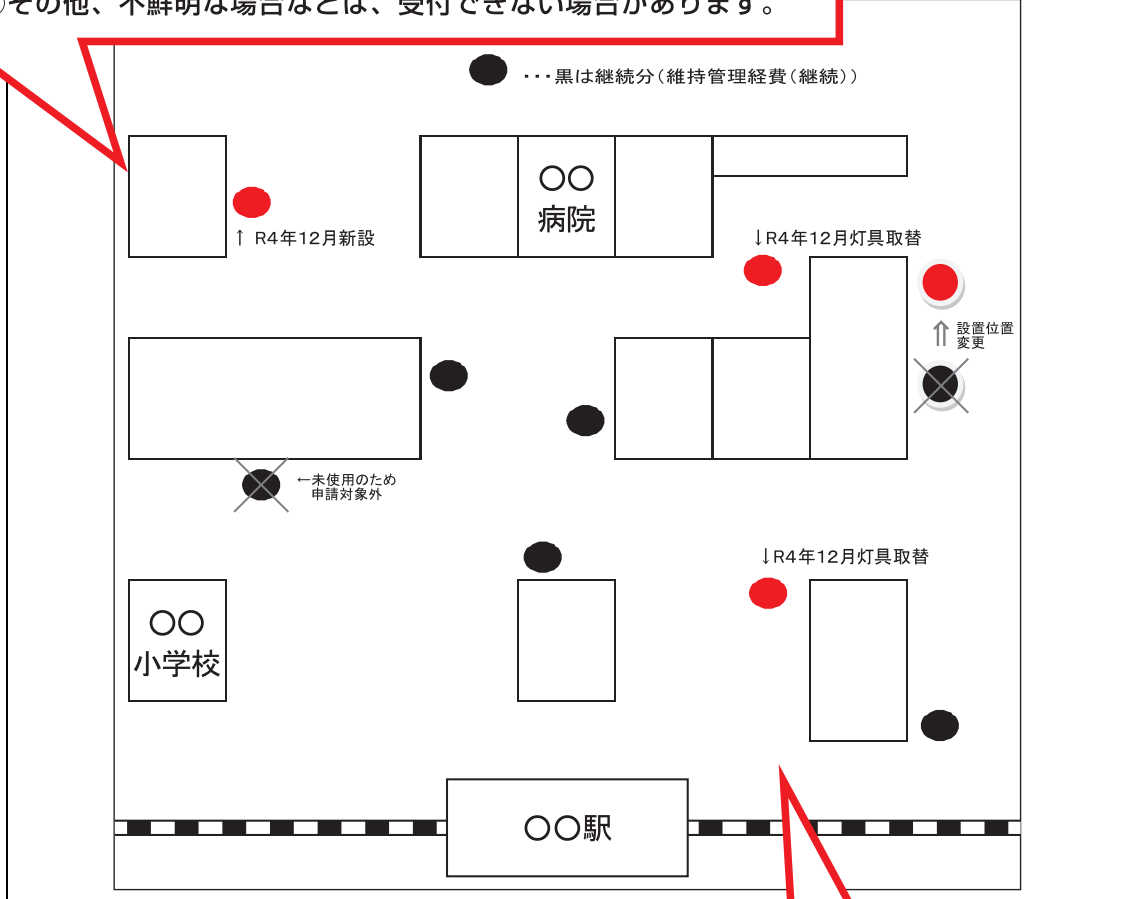 ○その他、不鮮明な場合などは、受付できない場合があります。
･･･黒は継続分（維持管理経費（継続））
○○
病院
↑ R4年12月新設
↓R4年12月灯具取替
⇑ 設置位置
変更
←未使用のため
申請対象外
↓R4年12月灯具取替
○○
小学校
○○駅